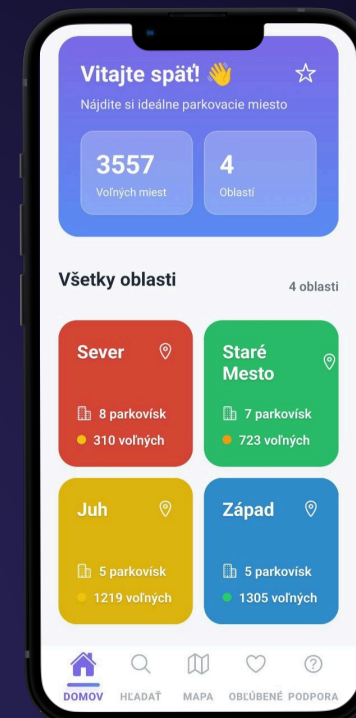 Vitajte späť! 👋
Nájdite si ideálne parkovacie miesto
3557
Voľných miest
4
Oblastí
Všetky oblasti
4 oblasti
Sever
8 parkovísk
310 voľných
Staré
Mesto
7 parkovísk
723 voľných
Juh
5 parkovísk
1219 voľných
Západ
5 parkovísk
1305 voľných
DOMOV
HĽADAŤ
MAPA
OBĽÚBENÉ
PODPORA